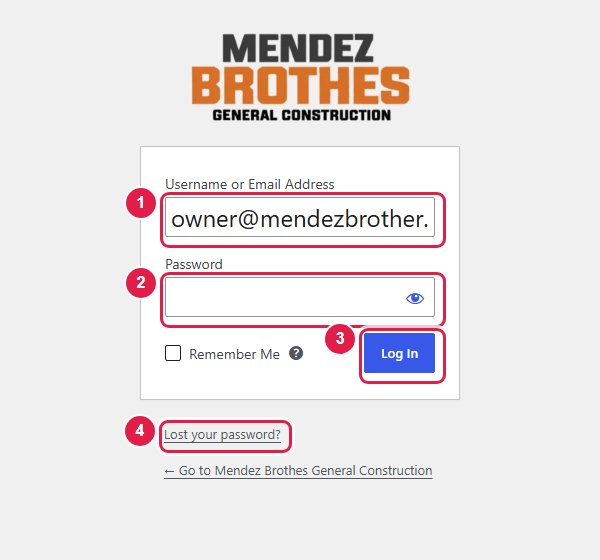 MENDEZ
BROTHES
GENERAL CONSTRUCTION
Username or Email Address
1
owner@mendezbrother.
Password
2
3
Remember Me ?
Log In
4
Lost your password?
← Go to Mendez Brothes General Construction